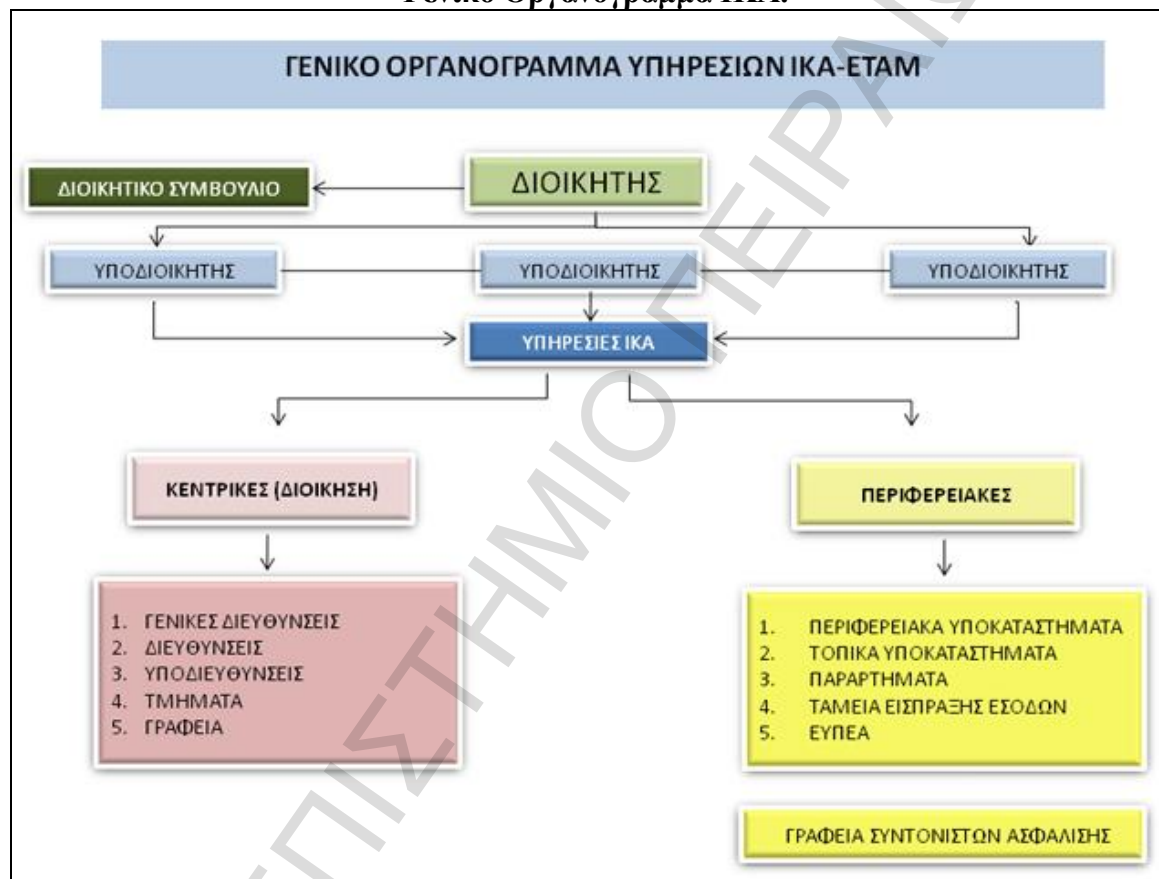 ΓΕΝΙΚΟ ΟΡΓΑΝΟΓΡΑΜΜΑ ΥΠΗΡΕΣΙΩΝ ΙΚΑ-ΕΤΑΜ
ΔΙΟΙΚΗΤΙΚΟ ΣΥΜΒΟΥΛΙΟ
ΔΙΟΙΚΗΤΗΣ
ΥΠΟΔΙΟΙΚΗΤΗΣ
ΥΠΟΔΙΟΙΚΗΤΗΣ
ΥΠΟΔΙΟΙΚΗΤΗΣ
ΥΠΗΡΕΣΙΕΣ ΙΚΑ
ΚΕΝΤΡΙΚΕΣ (ΔΙΟΙΚΗΣΗ)
ΠΕΡΙΦΕΡΕΙΑΚΕΣ
1. ΓΕΝΙΚΕΣ ΔΙΕΥΘΥΝΣΕΙΣ
2. ΔΙΕΥΘΥΝΣΕΙΣ
3. ΥΠΟΔΙΕΥΘΥΝΣΕΙΣ
4. ΤΜΗΜΑΤΑ
5. ΓΡΑΦΕΙΑ
1. ΠΕΡΙΦΕΡΕΙΑΚΑ ΥΠΟΚΑΤΑΣΤΗΜΑΤΑ
2. ΤΟΠΙΚΑ ΥΠΟΚΑΤΑΣΤΗΜΑΤΑ
3. ΠΑΡΑΡΤΗΜΑΤΑ
4. ΤΑΜΕΙΑ ΕΙΣΠΡΑΞΗΣ ΕΣΟΔΩΝ
5. ΕΥΠΕΑ
ΓΡΑΦΕΙΑ ΣΥΝΤΟΝΙΣΤΩΝ ΑΣΦΑΛΙΣΗΣ